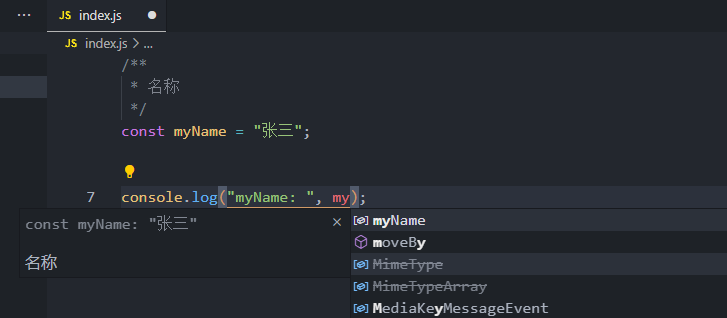 ··· JS index.js ●
JS index.js > ...
/**
* 名称
*/
const myName = "张三";
7 console.log("myName: ", my);
const myName: "张三" ×
名称
myName
moveBy
MimeType
MimeTypeArray
MediaKeyMessageEvent